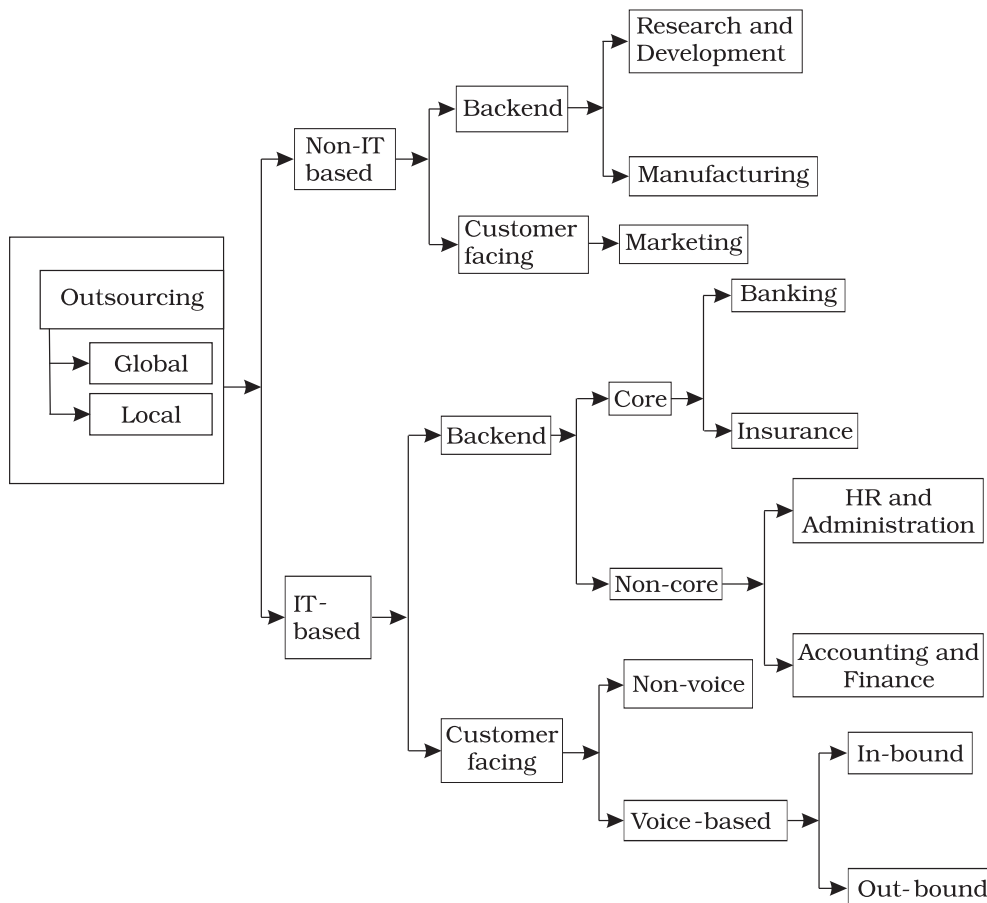 Research and
Development
Backend
Non-IT
based
Manufacturing
Customer
facing
Marketing
Outsourcing
Global
Local
Banking
Core
Backend
Insurance
HR and
Administration
Non-core
IT-
based
Accounting and
Finance
Non-voice
Customer
facing
In-bound
Voice-based
Out-bound